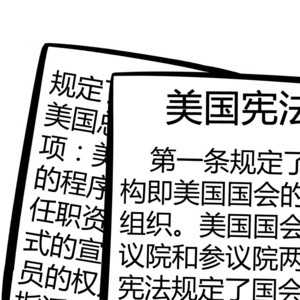 美国宪法
第一条规定了
构即美国国会的
组织。美国国会
议院和参议院两
宪法规定了国会
规定
美国总
项：美
的程序
任职资
式的宣
员的权